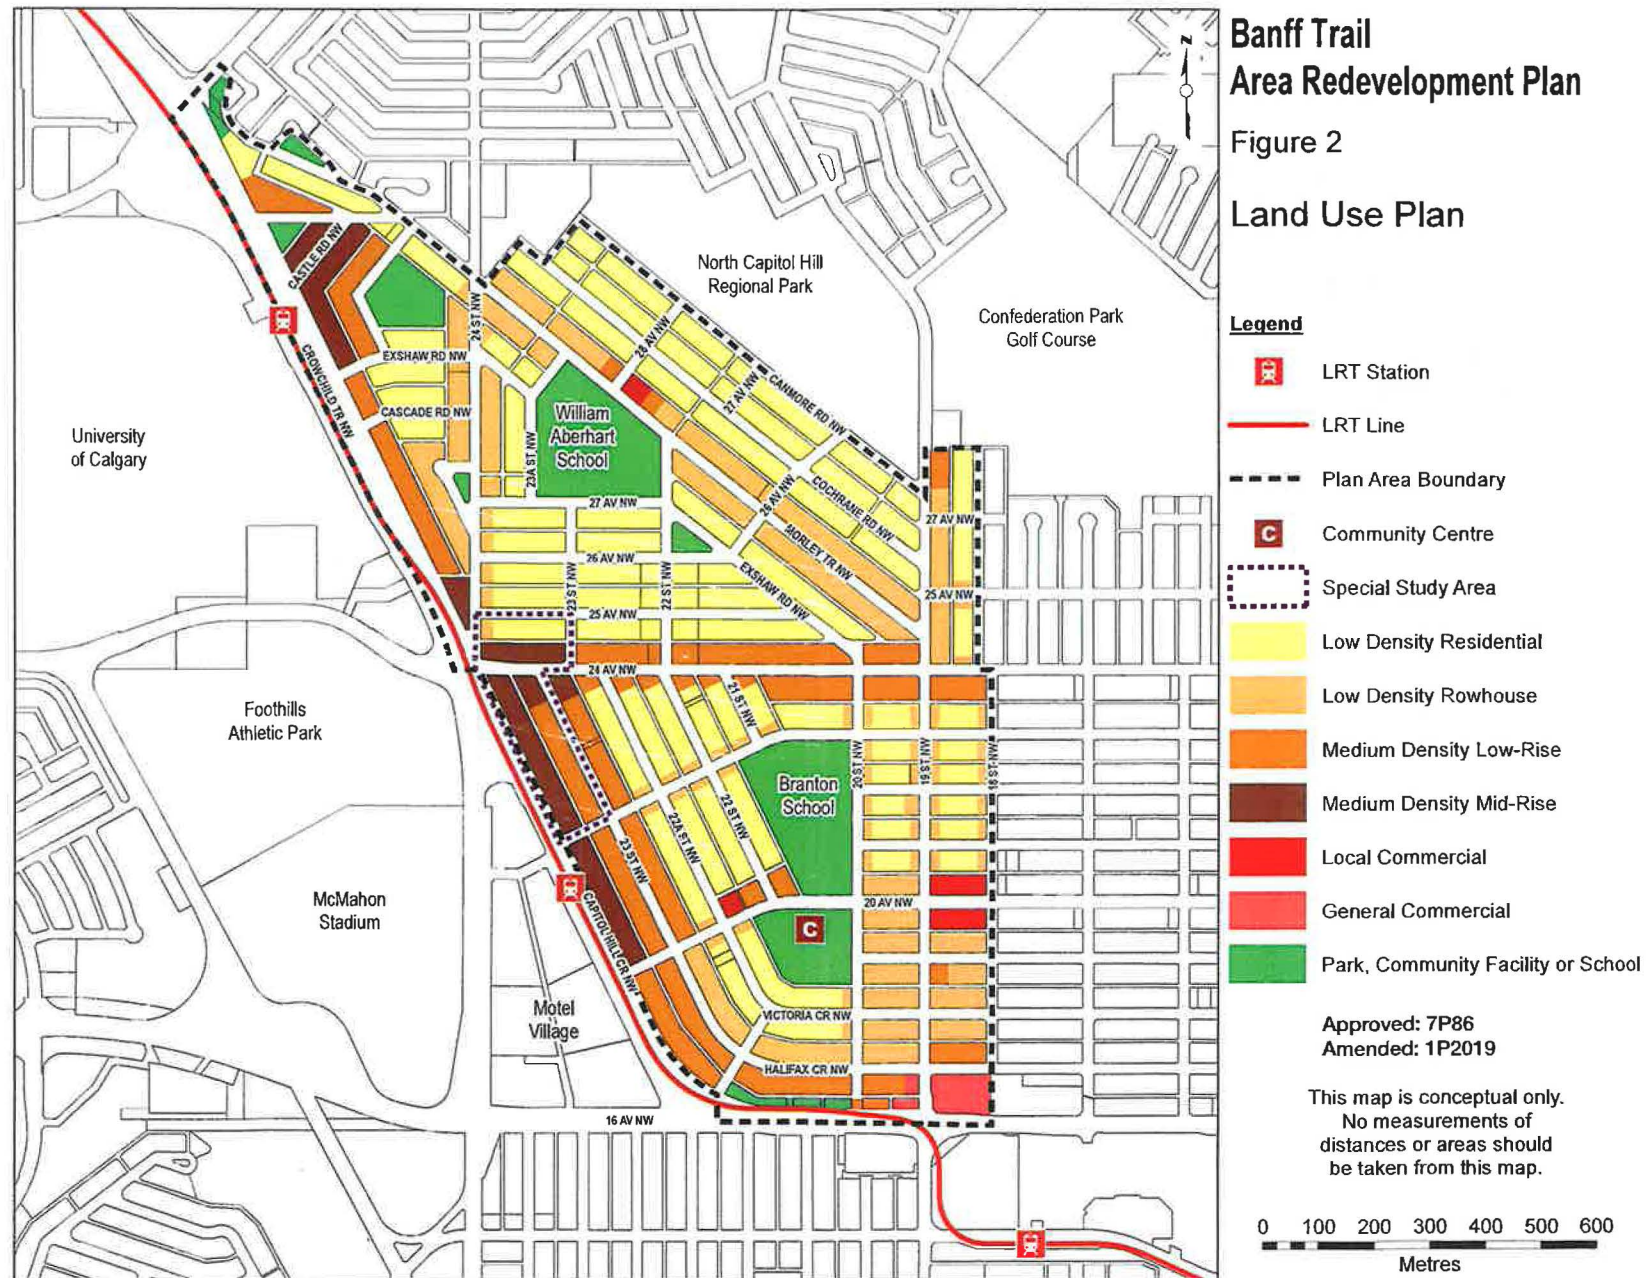 Banff Trail
Area Redevelopment Plan
Figure 2
Land Use Plan
N
Legend
LRT Station
LRT Line
Plan Area Boundary
C
Community Centre
Special Study Area
Low Density Residential
Low Density Rowhouse
Medium Density Low-Rise
Medium Density Mid-Rise
Local Commercial
General Commercial
Park, Community Facility or School
Approved: 7P86
Amended: 1P2019
This map is conceptual only.
No measurements of
distances or areas should
be taken from this map.
0 100 200 300 400 500 600
Metres
North Capitol Hill
Regional Park
Confederation Park
Golf Course
University
of Calgary
William
Aberhart
School
Foothills
Athletic Park
Branton
School
McMahon
Stadium
Motel
Village
C
CASTLE RD NW
24 ST NW
EXSHAW RD NW
CROWCHILD TR NW
CASCADE RD NW
28 AV NW
27 AV NW
CANMORE RD NW
23A ST NW
27 AV NW
26 AV NW
COCHRANE RD NW
27 AV NW
MORLEY TR NW
26 AV NW
EXSHAW RD NW
23 ST NW
22 ST NW
25 AV NW
25 AV NW
24 AV NW
21 ST NW
20 ST NW
19 ST NW
18 ST NW
22 ST NW
22A ST NW
23 ST NW
20 AV NW
CAPITOL HILL CR NW
VICTORIA CR NW
HALIFAX CR NW
16 AV NW